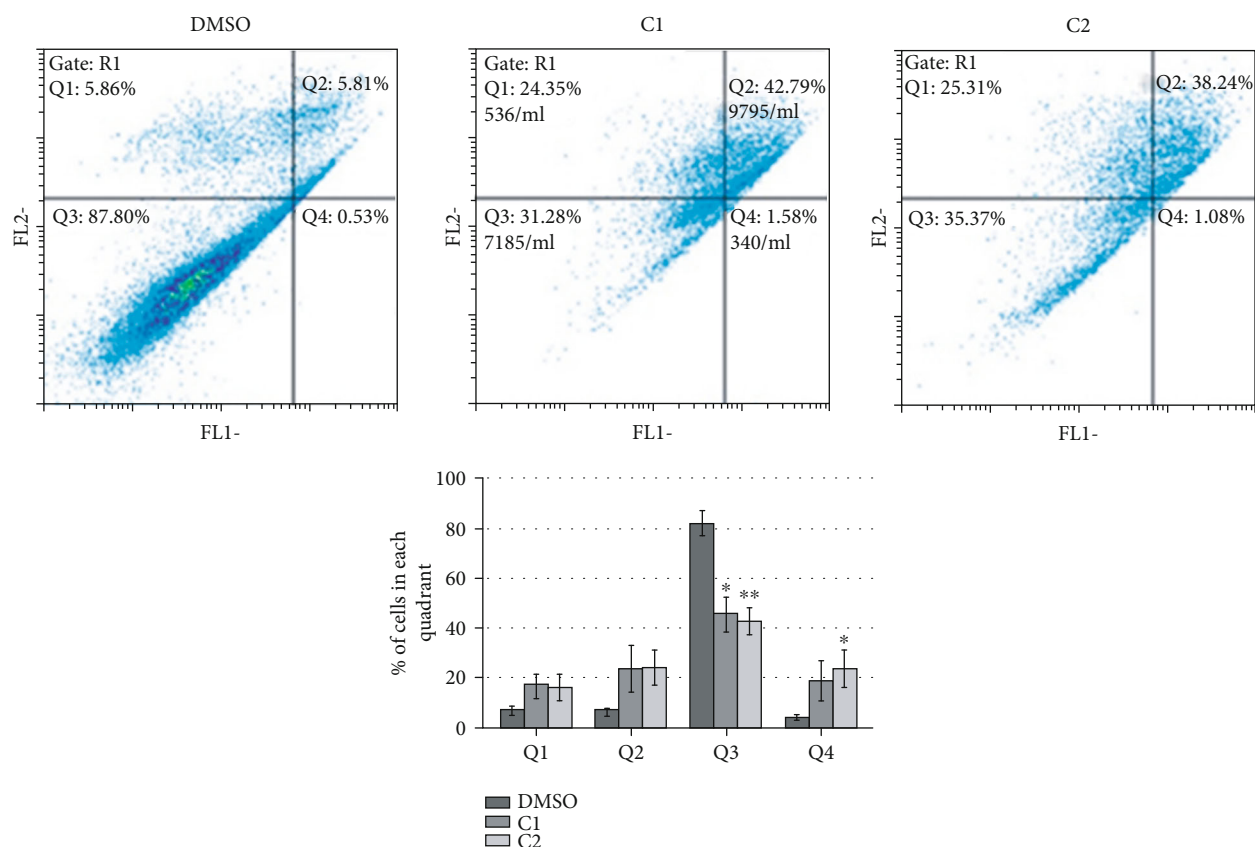 DMSO
Gate: R1
Q1: 5.86%
Q2: 5.81%
Q3: 87.80%
Q4: 0.53%
FL2-
FL1-
C1
Gate: R1
Q1: 24.35%
536/ml
Q2: 42.79%
9795/ml
Q3: 31.28%
7185/ml
Q4: 1.58%
340/ml
FL2-
FL1-
C2
Gate: R1
Q1: 25.31%
Q2: 38.24%
Q3: 35.37%
Q4: 1.08%
FL2-
FL1-
% of cells in each
quadrant
100
80
60
40
20
0
*
**
*
Q1 Q2 Q3 Q4
DMSO
C1
C2